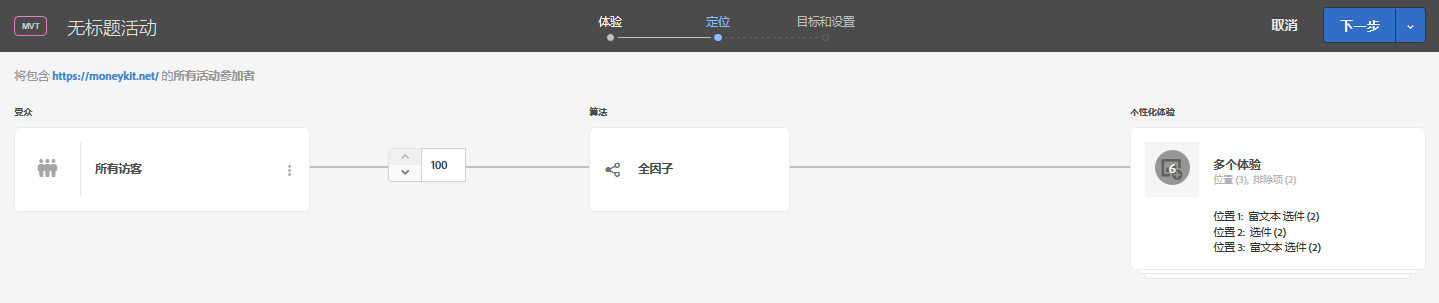 MVT 无标题活动 体验 定位 目标和设置 取消 下一步
将包含 https://moneykit.net/ 的所有活动参加者
受众 算法 个性化体验
所有访客 100 全因子 6 多个体验
位置 (3), 排除项 (2)
位置 1: 富文本 选件 (2)
位置 2: 选件 (2)
位置 3: 富文本 选件 (2)